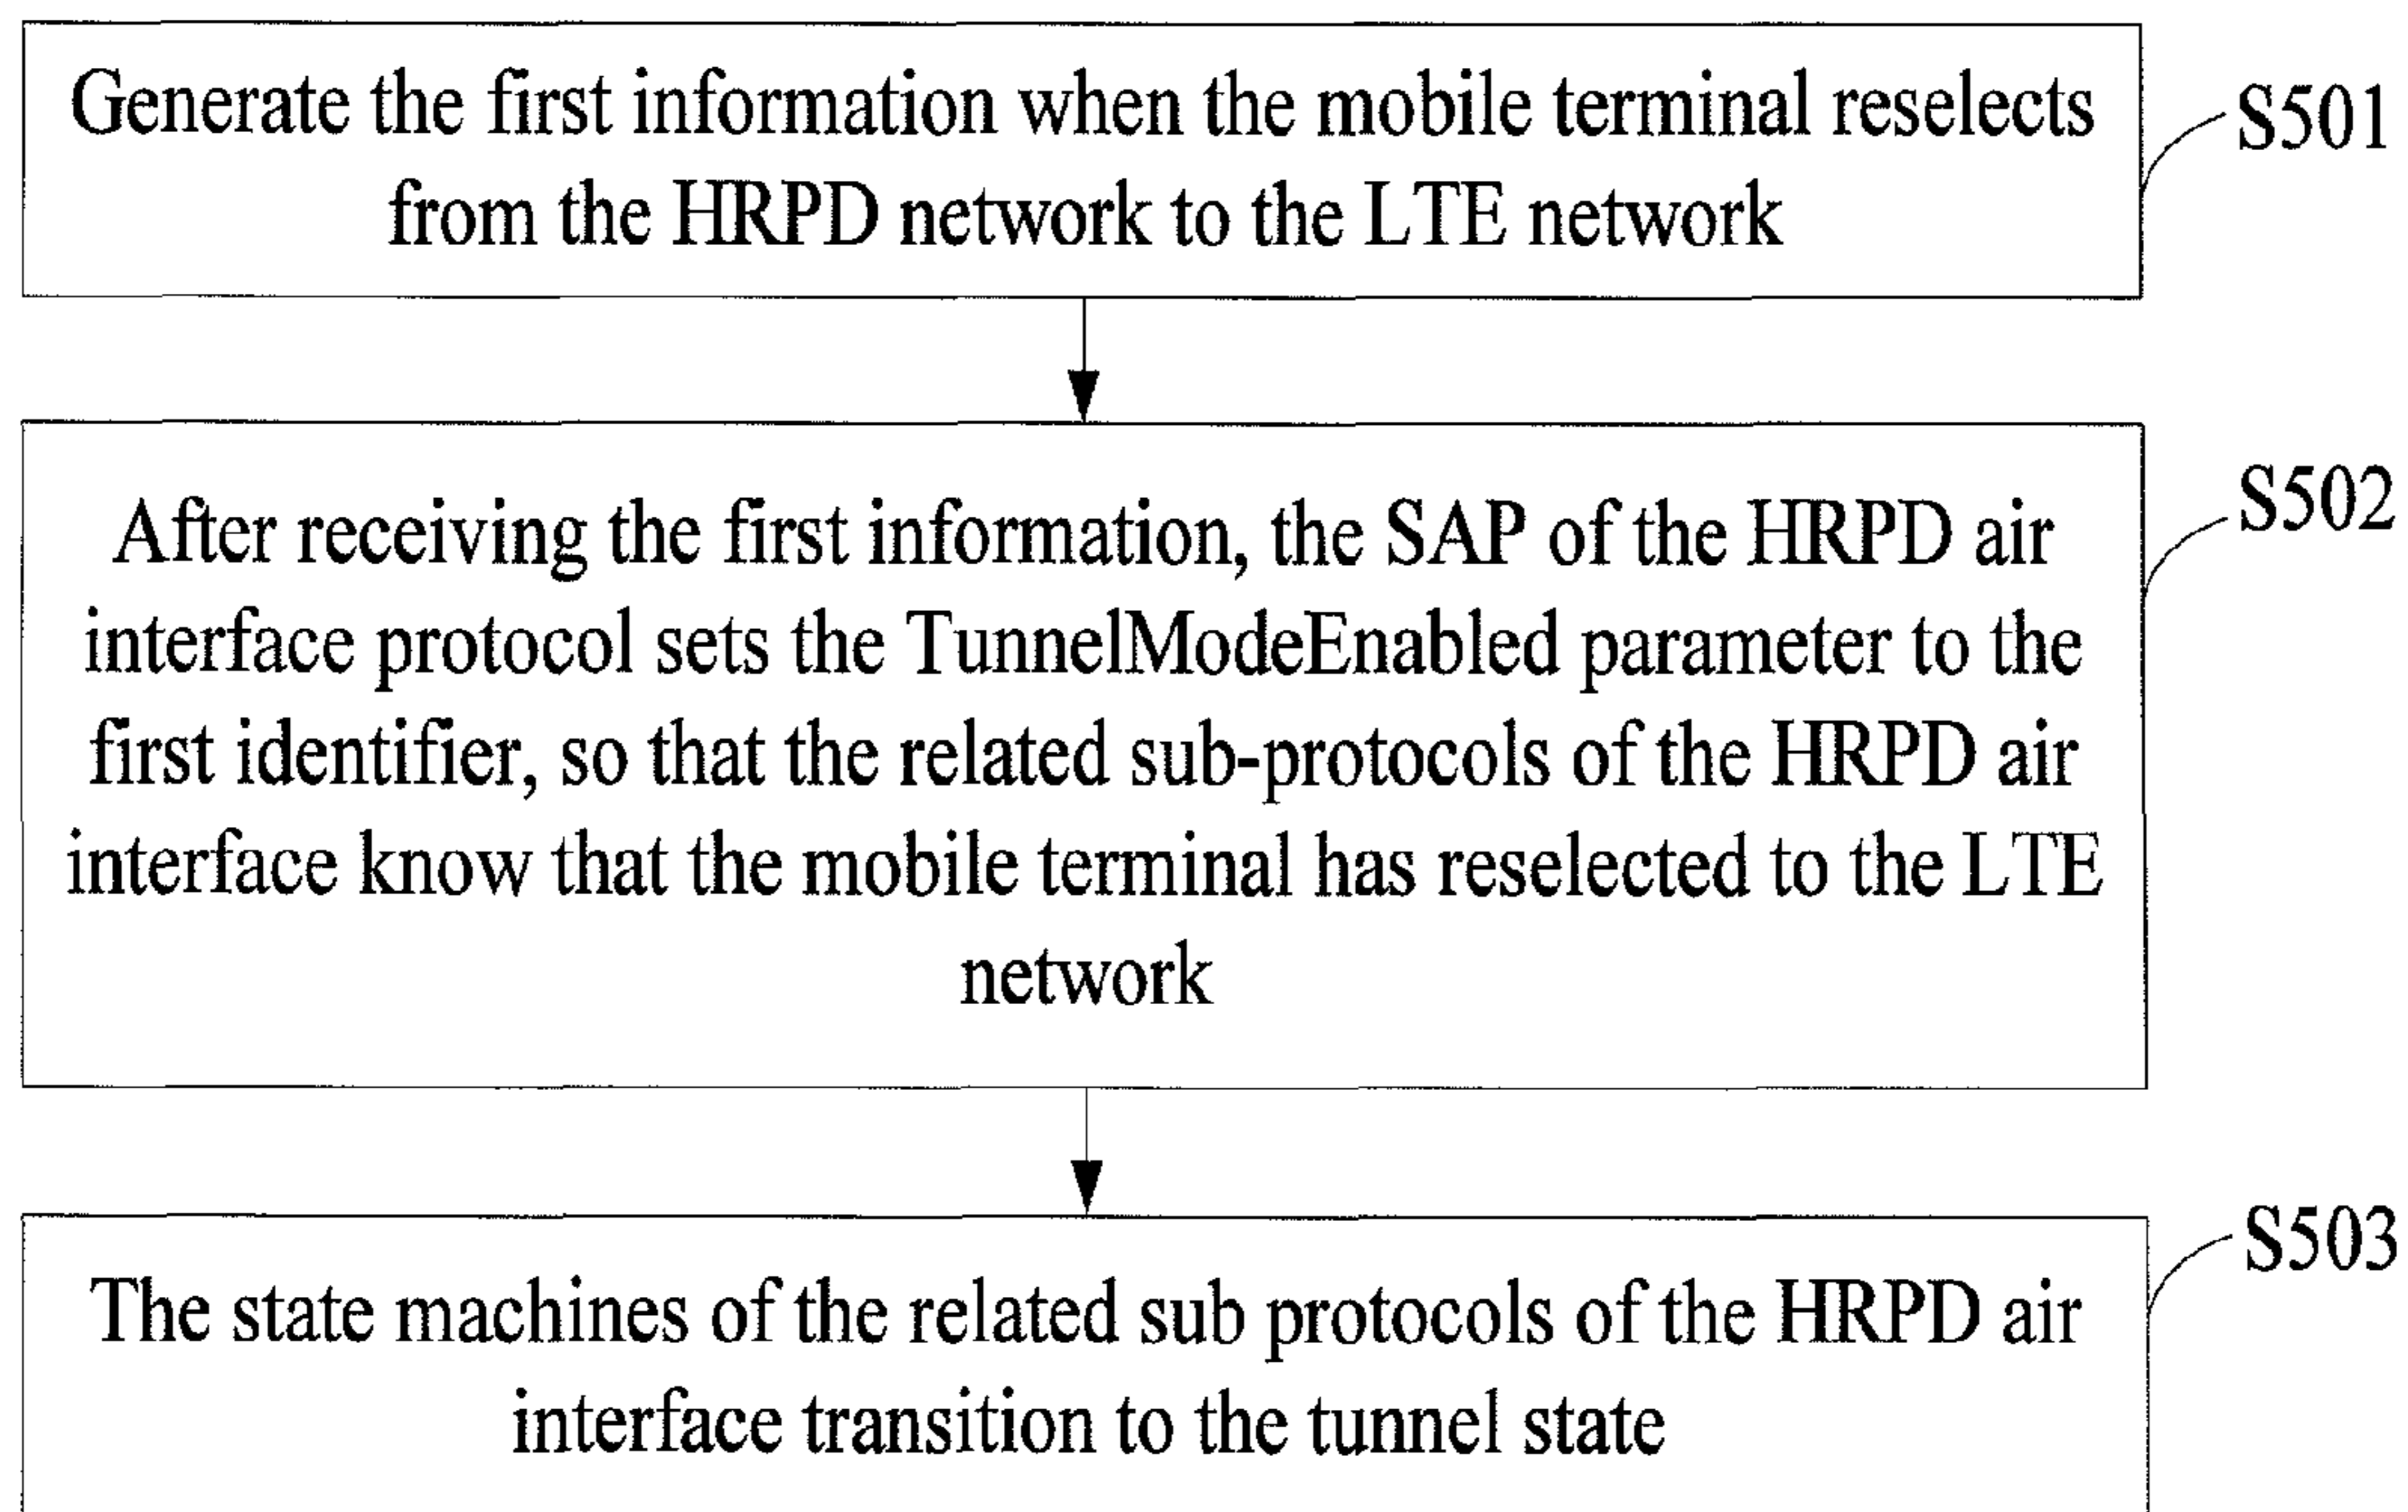 Generate the first information when the mobile terminal reselects
from the HRPD network to the LTE network
S501
After receiving the first information, the SAP of the HRPD air
interface protocol sets the TunnelModeEnabled parameter to the
first identifier, so that the related sub-protocols of the HRPD air
interface know that the mobile terminal has reselected to the LTE
network
S502
The state machines of the related sub protocols of the HRPD air
interface transition to the tunnel state
S503